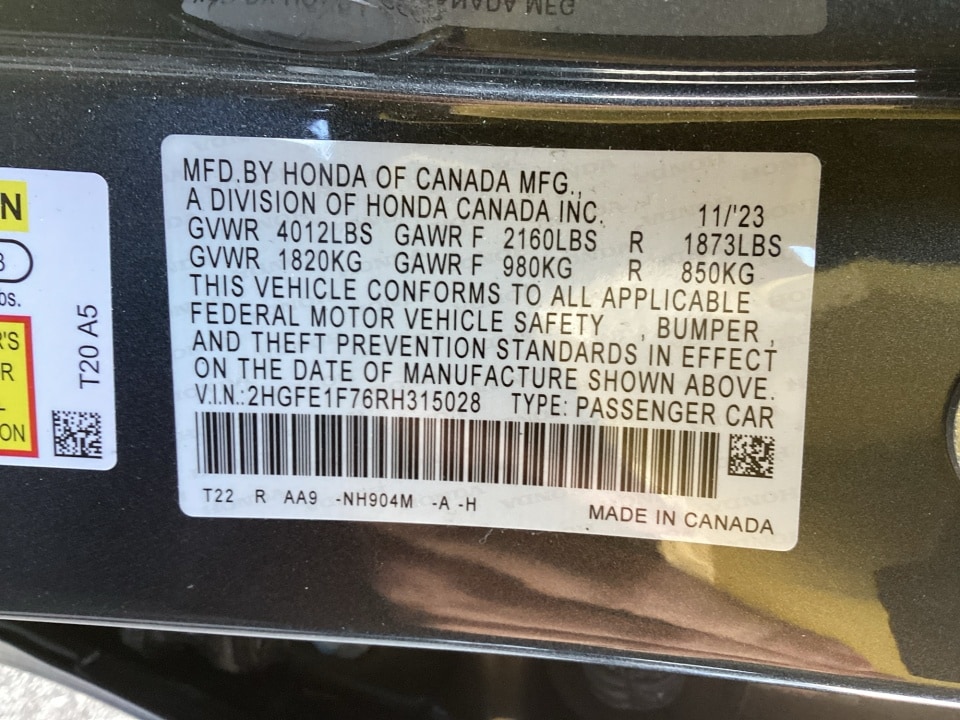 MFD.BY HONDA OF CANADA MFG.,
A DIVISION OF HONDA CANADA INC. 11/'23
GVWR 4012LBS GAWR F 2160LBS R 1873LBS
GVWR 1820KG GAWR F 980KG R 850KG
THIS VEHICLE CONFORMS TO ALL APPLICABLE
FEDERAL MOTOR VEHICLE SAFETY , BUMPER ,
AND THEFT PREVENTION STANDARDS IN EFFECT
ON THE DATE OF MANUFACTURE SHOWN ABOVE.
V.I.N.:2HGFE1F76RH315028 TYPE: PASSENGER CAR
T22 R AA9 -NH904M -A -H
MADE IN CANADA
T20 A5